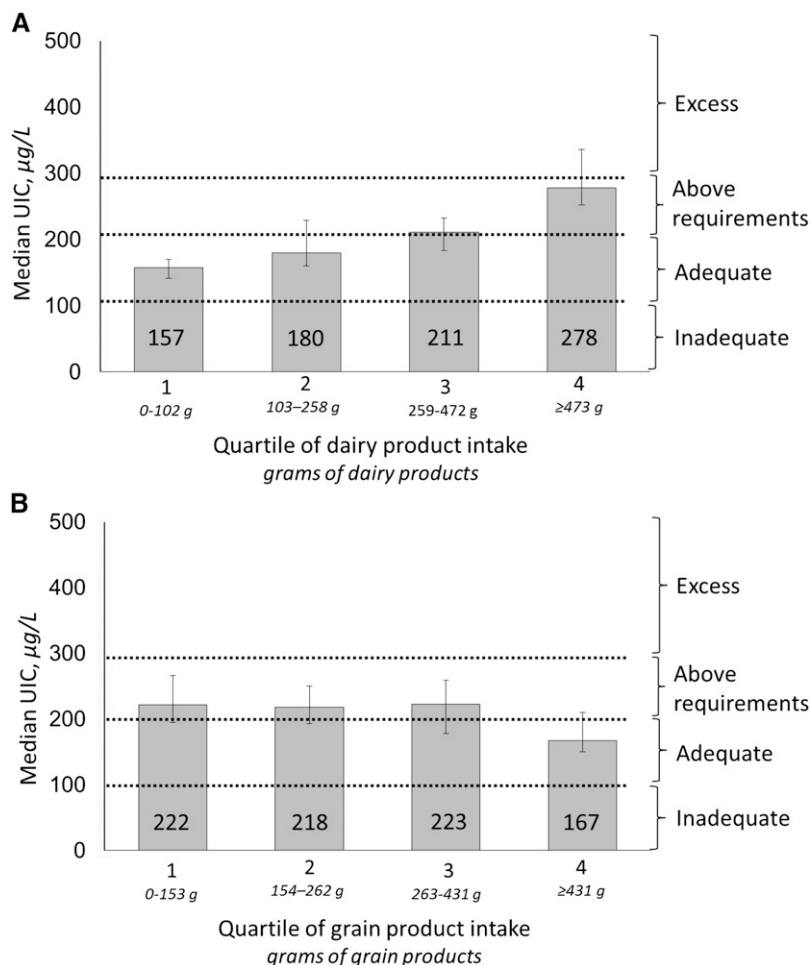 A
500
400
300
200
100
0
Median UIC, µg/L
Excess
Above
requirements
Adequate
Inadequate
157 180 211 278
1 2 3 4
0-102 g 103–258 g 259-472 g ≥473 g
Quartile of dairy product intake
grams of dairy products
B
500
400
300
200
100
0
Median UIC, µg/L
Excess
Above
requirements
Adequate
Inadequate
222 218 223 167
1 2 3 4
0-153 g 154–262 g 263-431 g ≥431 g
Quartile of grain product intake
grams of grain products